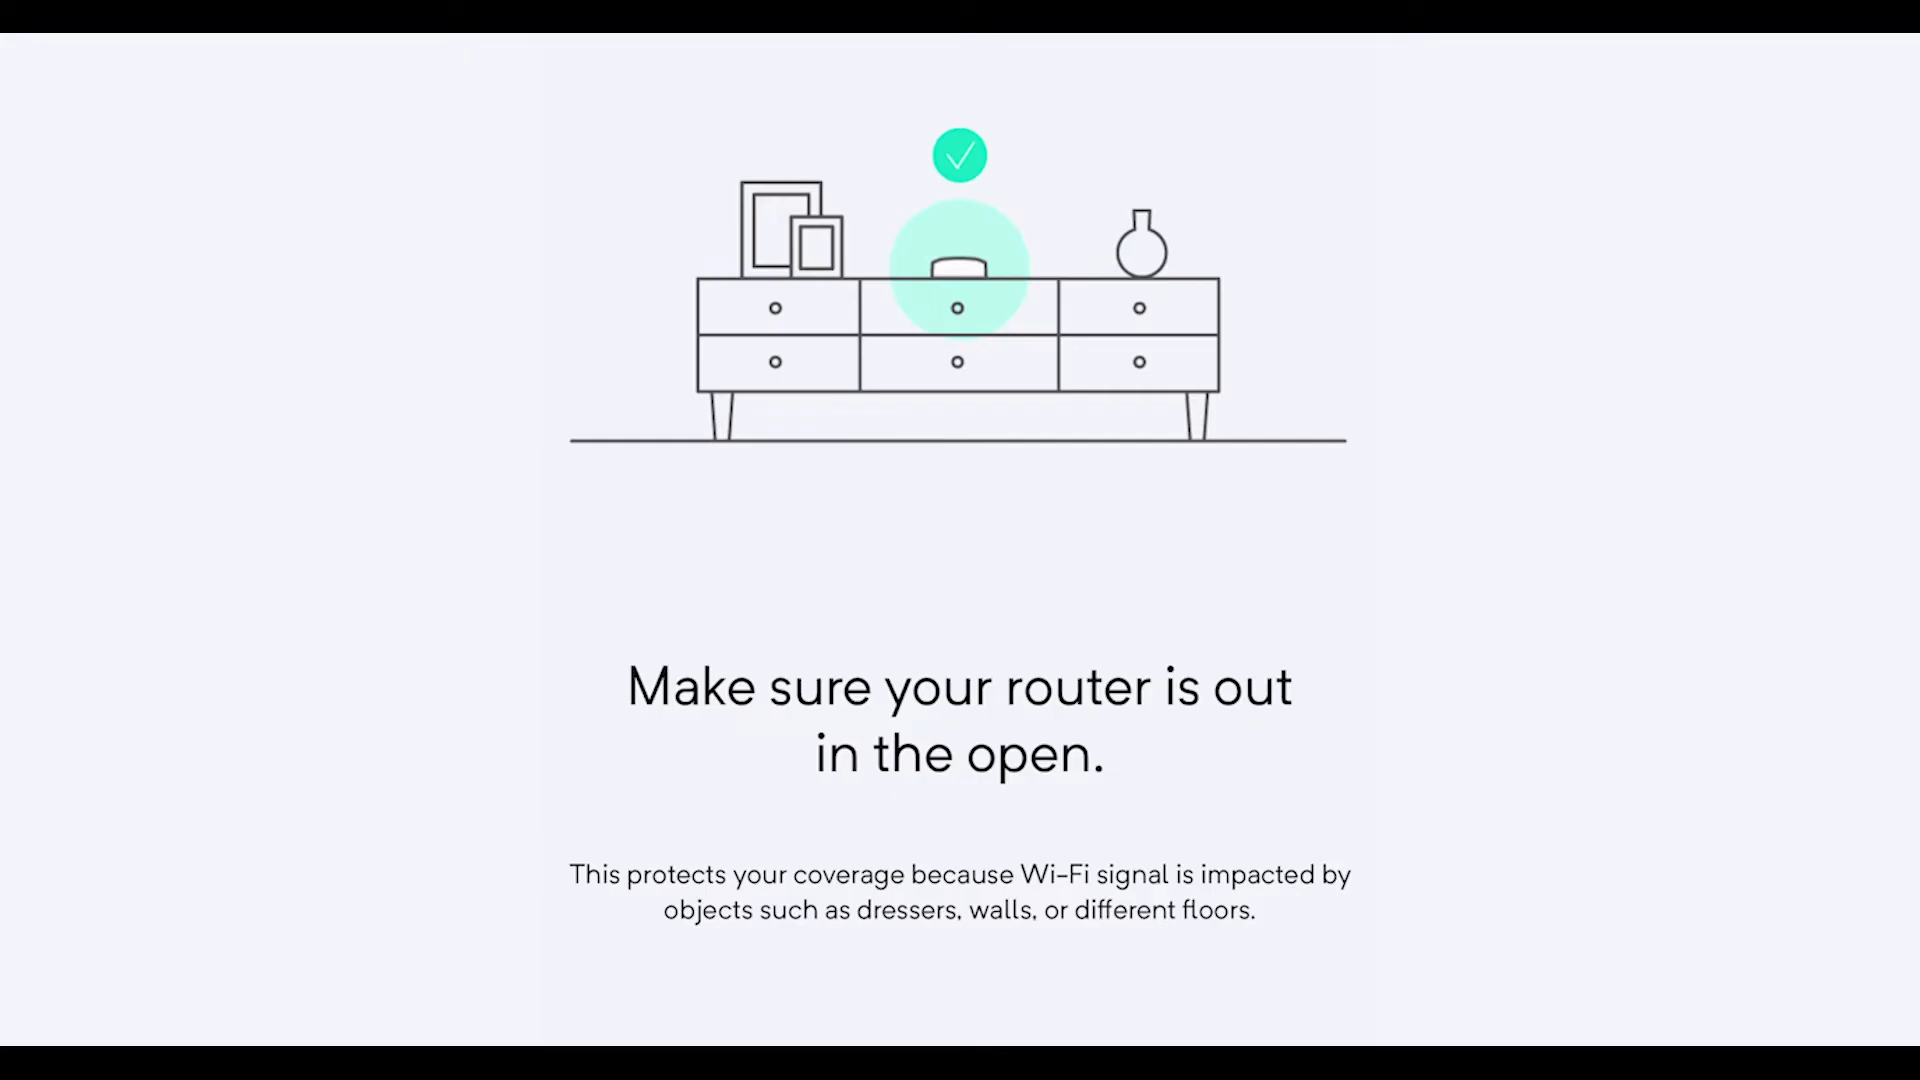 Make sure your router is out
in the open.
This protects your coverage because Wi-Fi signal is impacted by
objects such as dressers, walls, or different floors.